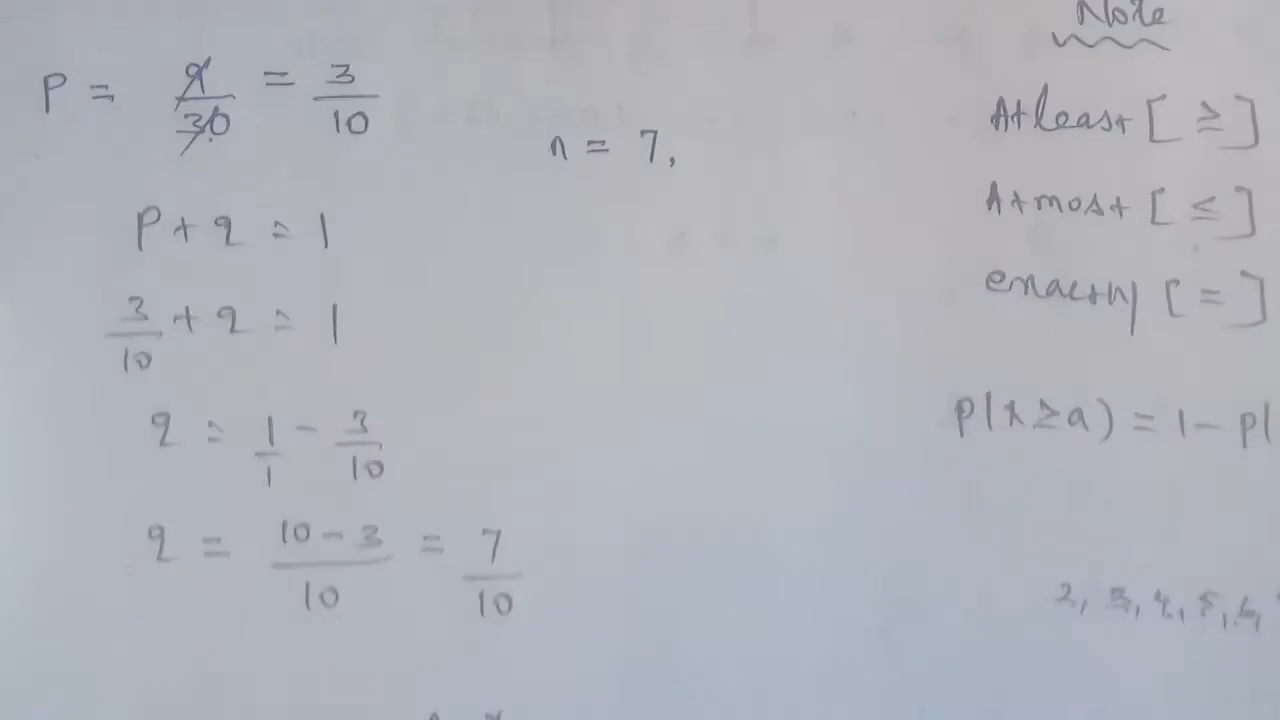 P = 9/30 = 3/10
n = 7,
P + q = 1
3/10 + q = 1
q = 1/1 - 3/10
q = 10 - 3/10 = 7/10
Note
Atleast [ ≥ ]
Atmost [ ≤ ]
exactly [ = ]
P(x ≥ a) = 1 - P(
2, 3, 4, 5, 6,